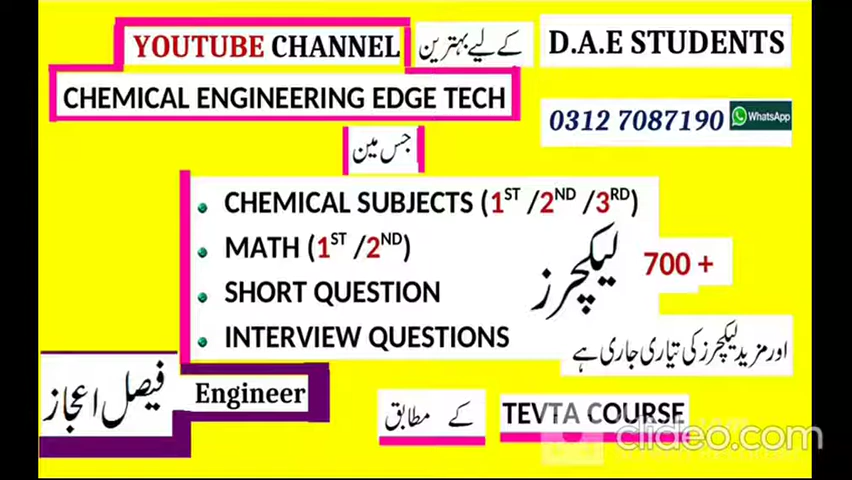 D.A.E STUDENTS کے لیے بہترین YOUTUBE CHANNEL
CHEMICAL ENGINEERING EDGE TECH
0312 7087190 WhatsApp
جس مین
CHEMICAL SUBJECTS (1ST /2ND /3RD)
MATH (1ST /2ND)
SHORT QUESTION
INTERVIEW QUESTIONS
700 + لیکچرز
اور مزید لیکچرز کی تیاری جاری ہے
Engineer فیصل اعجاز
TEVTA COURSE کے مطابق
clideo.com